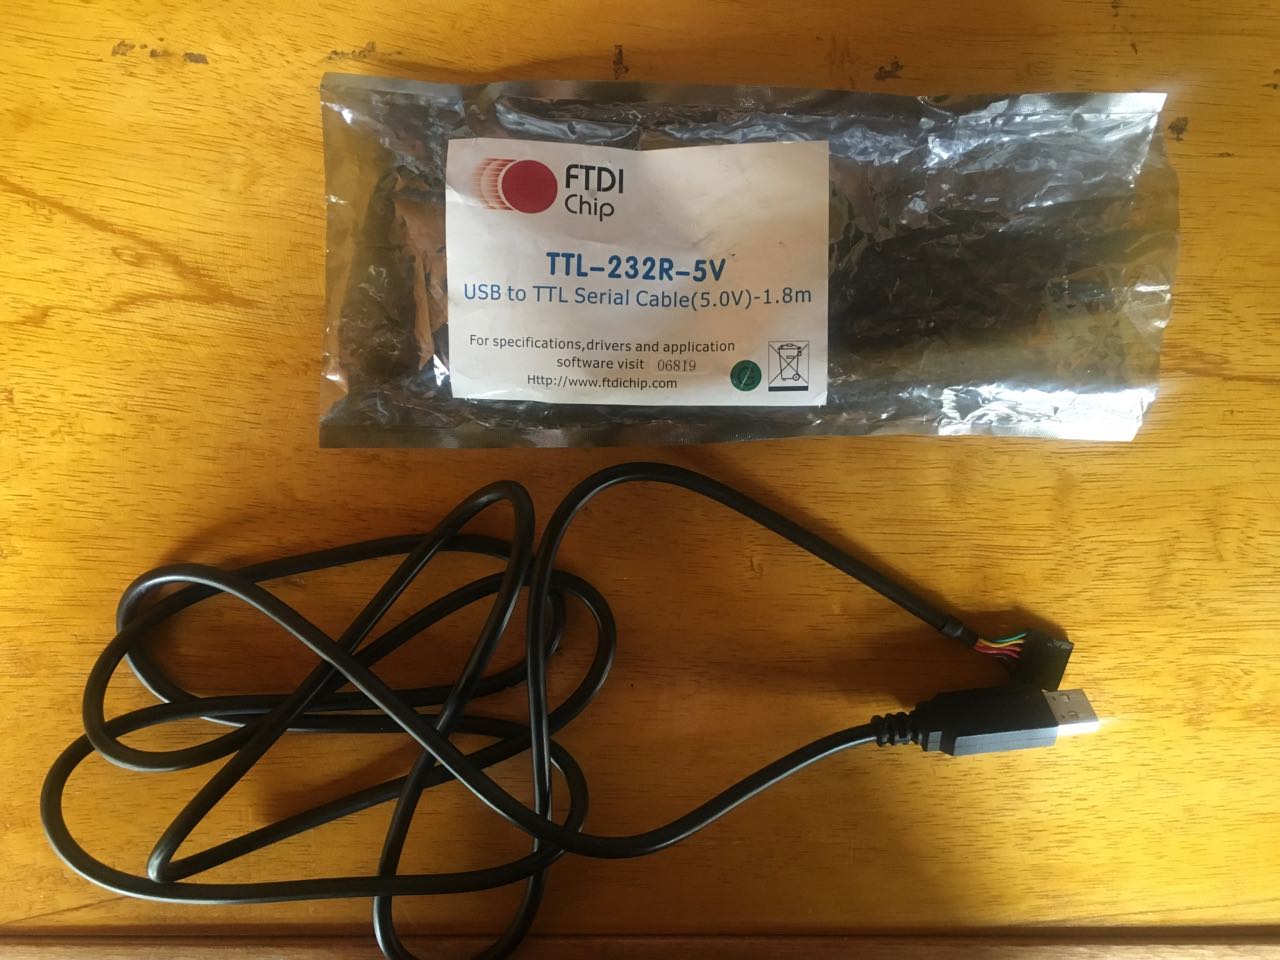 FTDI
Chip
TTL-232R-5V
USB to TTL Serial Cable(5.0V)-1.8m
For specifications,drivers and application
software visit 06819
Http://www.ftdichip.com
G